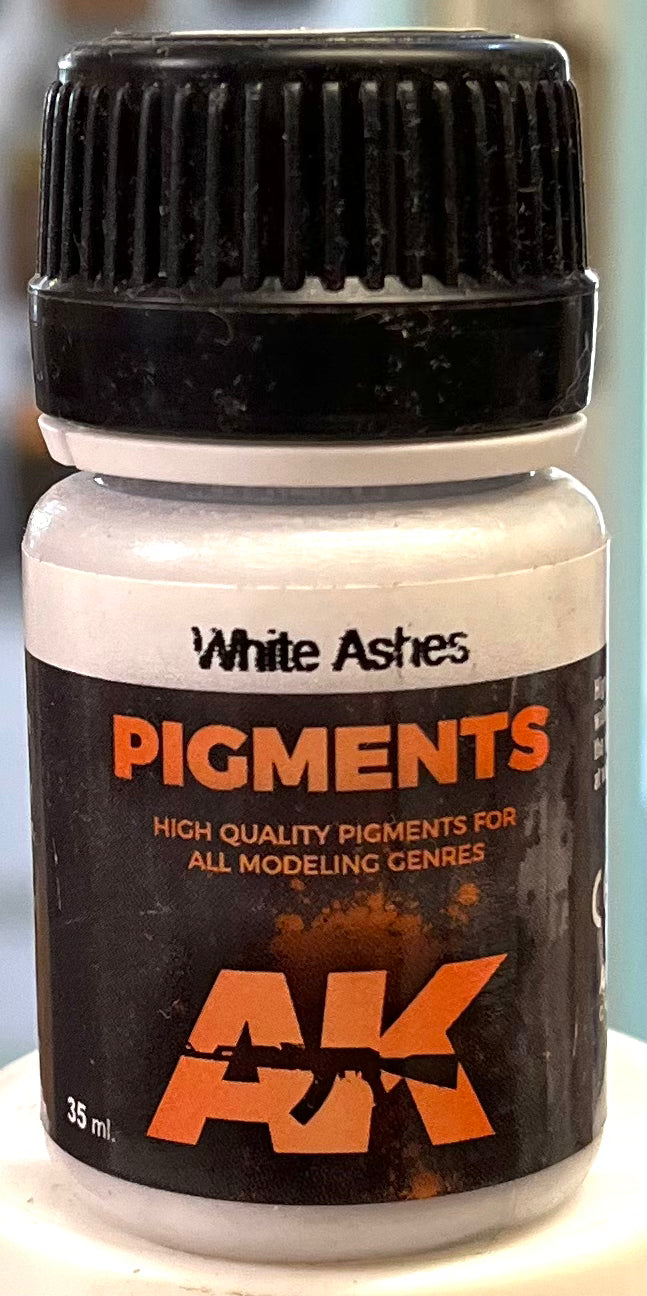 White Ashes
PIGMENTS
HIGH QUALITY PIGMENTS FOR
ALL MODELING GENRES
AK
35 ml.